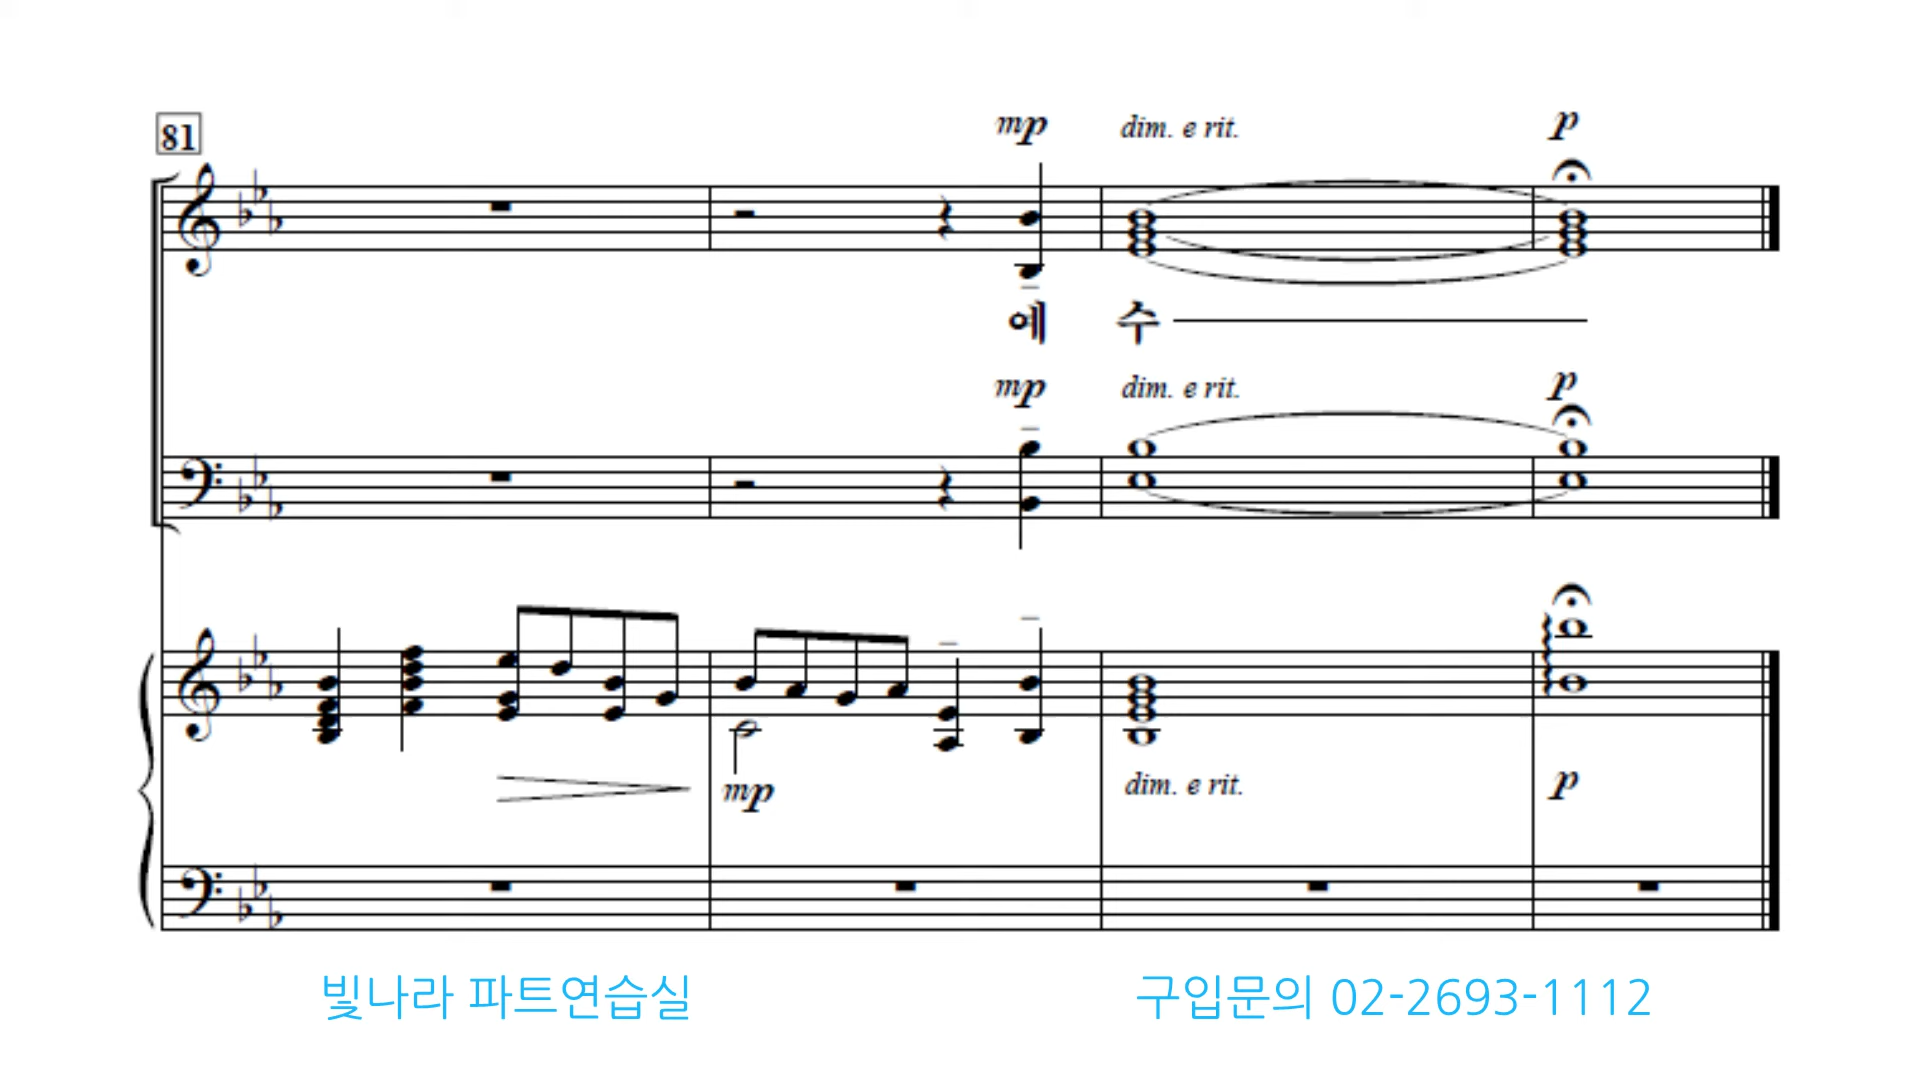 81
mp dim. e rit. p
예 수
mp dim. e rit. p
mp dim. e rit. p
빛나라 파트연습실 구입문의 02-2693-1112